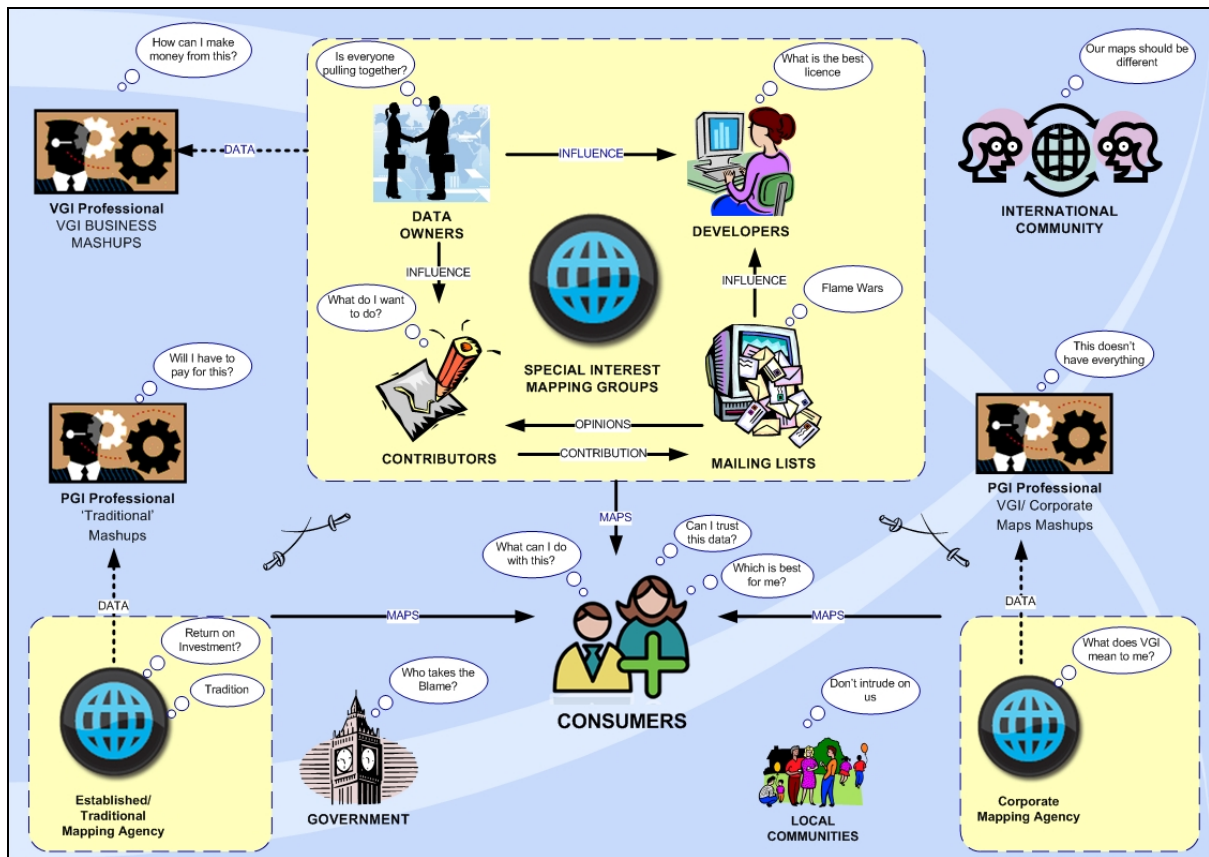 How can I make
money from this?
Is everyone
pulling together?
What is the best
licence
Our maps should be
different
DATA
INFLUENCE
VGI Professional
VGI BUSINESS
MASHUPS
DATA
OWNERS
DEVELOPERS
INTERNATIONAL
COMMUNITY
INFLUENCE
INFLUENCE
What do I want
to do?
Flame Wars
Will I have to
pay for this?
This doesn't
have everything
SPECIAL INTEREST
MAPPING GROUPS
OPINIONS
CONTRIBUTORS
CONTRIBUTION
MAILING LISTS
PGI Professional
'Traditional'
Mashups
PGI Professional
VGI/ Corporate
Maps Mashups
MAPS
What can I do
with this?
Can I trust
this data?
Which is best
for me?
DATA
MAPS
MAPS
DATA
Return on
Investment?
Tradition
Who takes the
Blame?
CONSUMERS
Don't intrude on
us
What does VGI
mean to me?
Established/
Traditional
Mapping Agency
GOVERNMENT
LOCAL
COMMUNITIES
Corporate
Mapping Agency